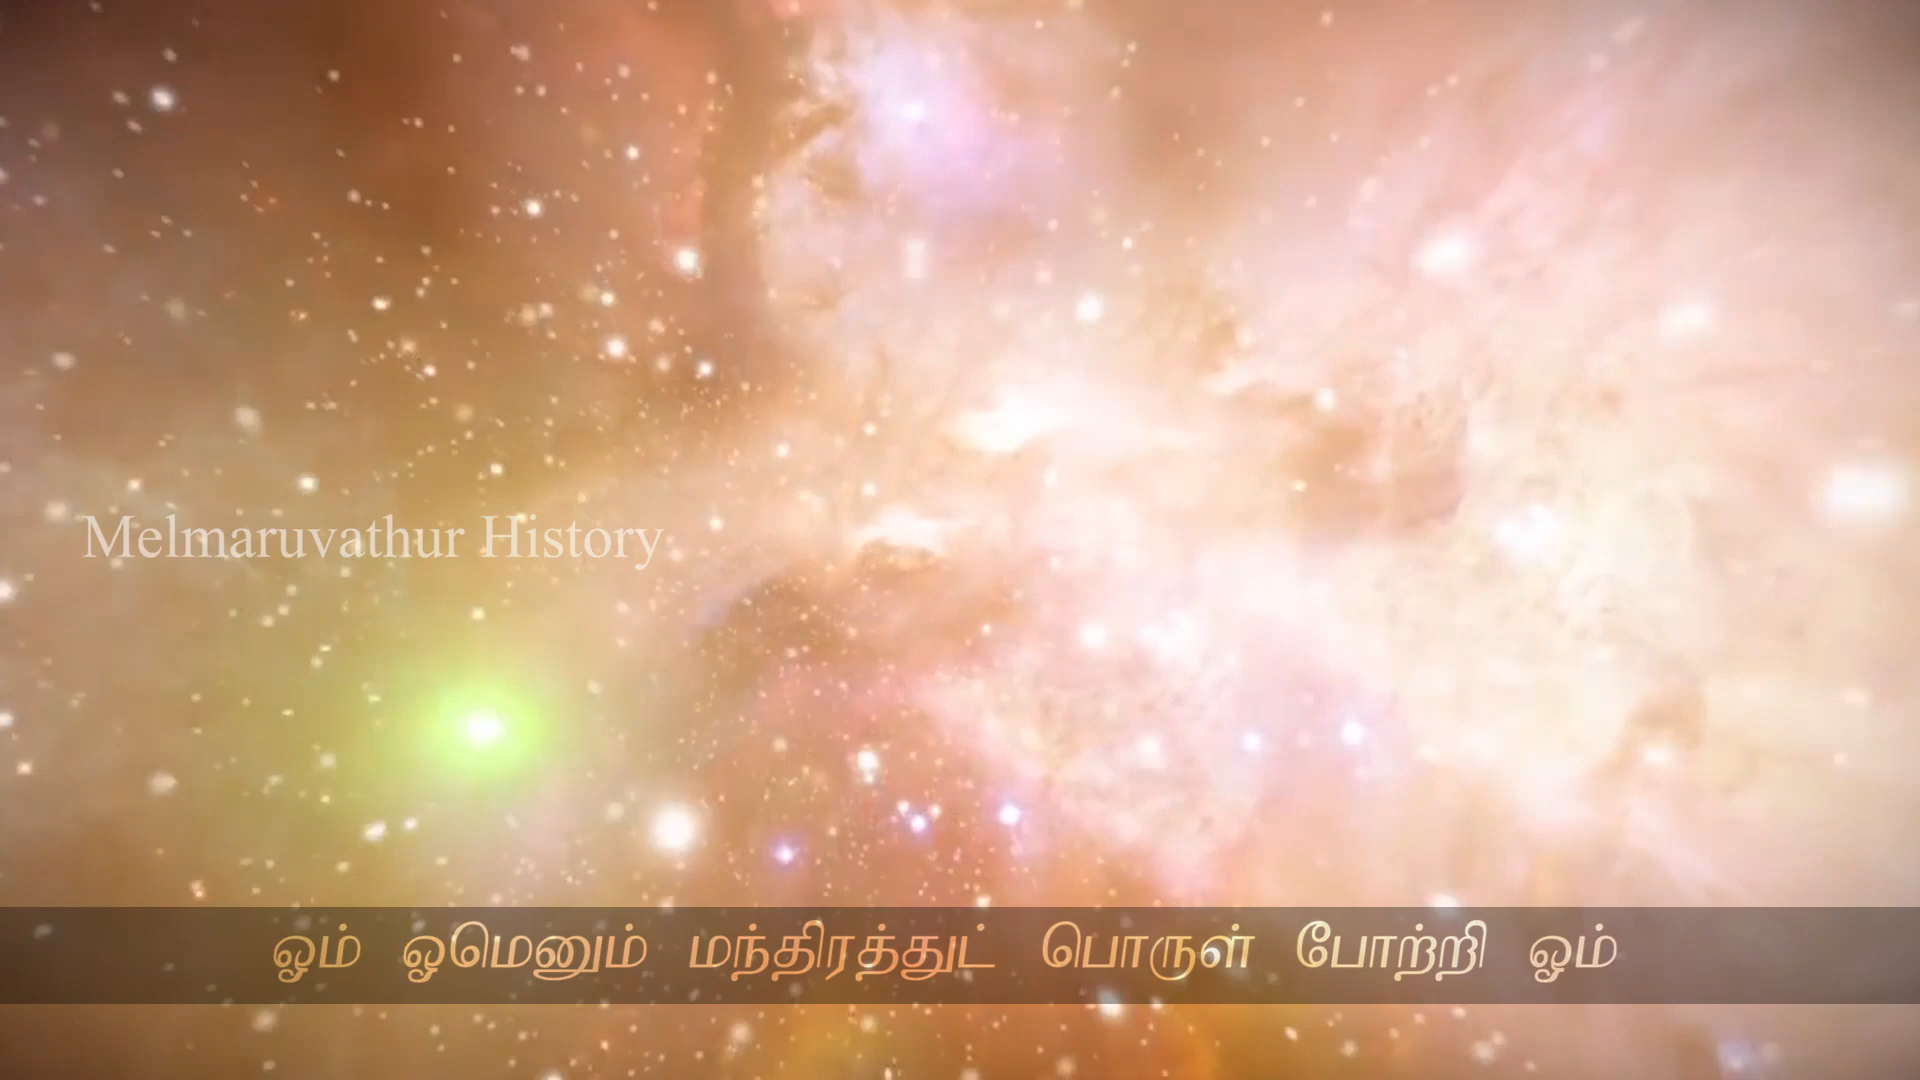 Melmaruvathur History
ஓம் ஓமெனும் மந்திரத்துட் பொருள் போற்றி ஓம்